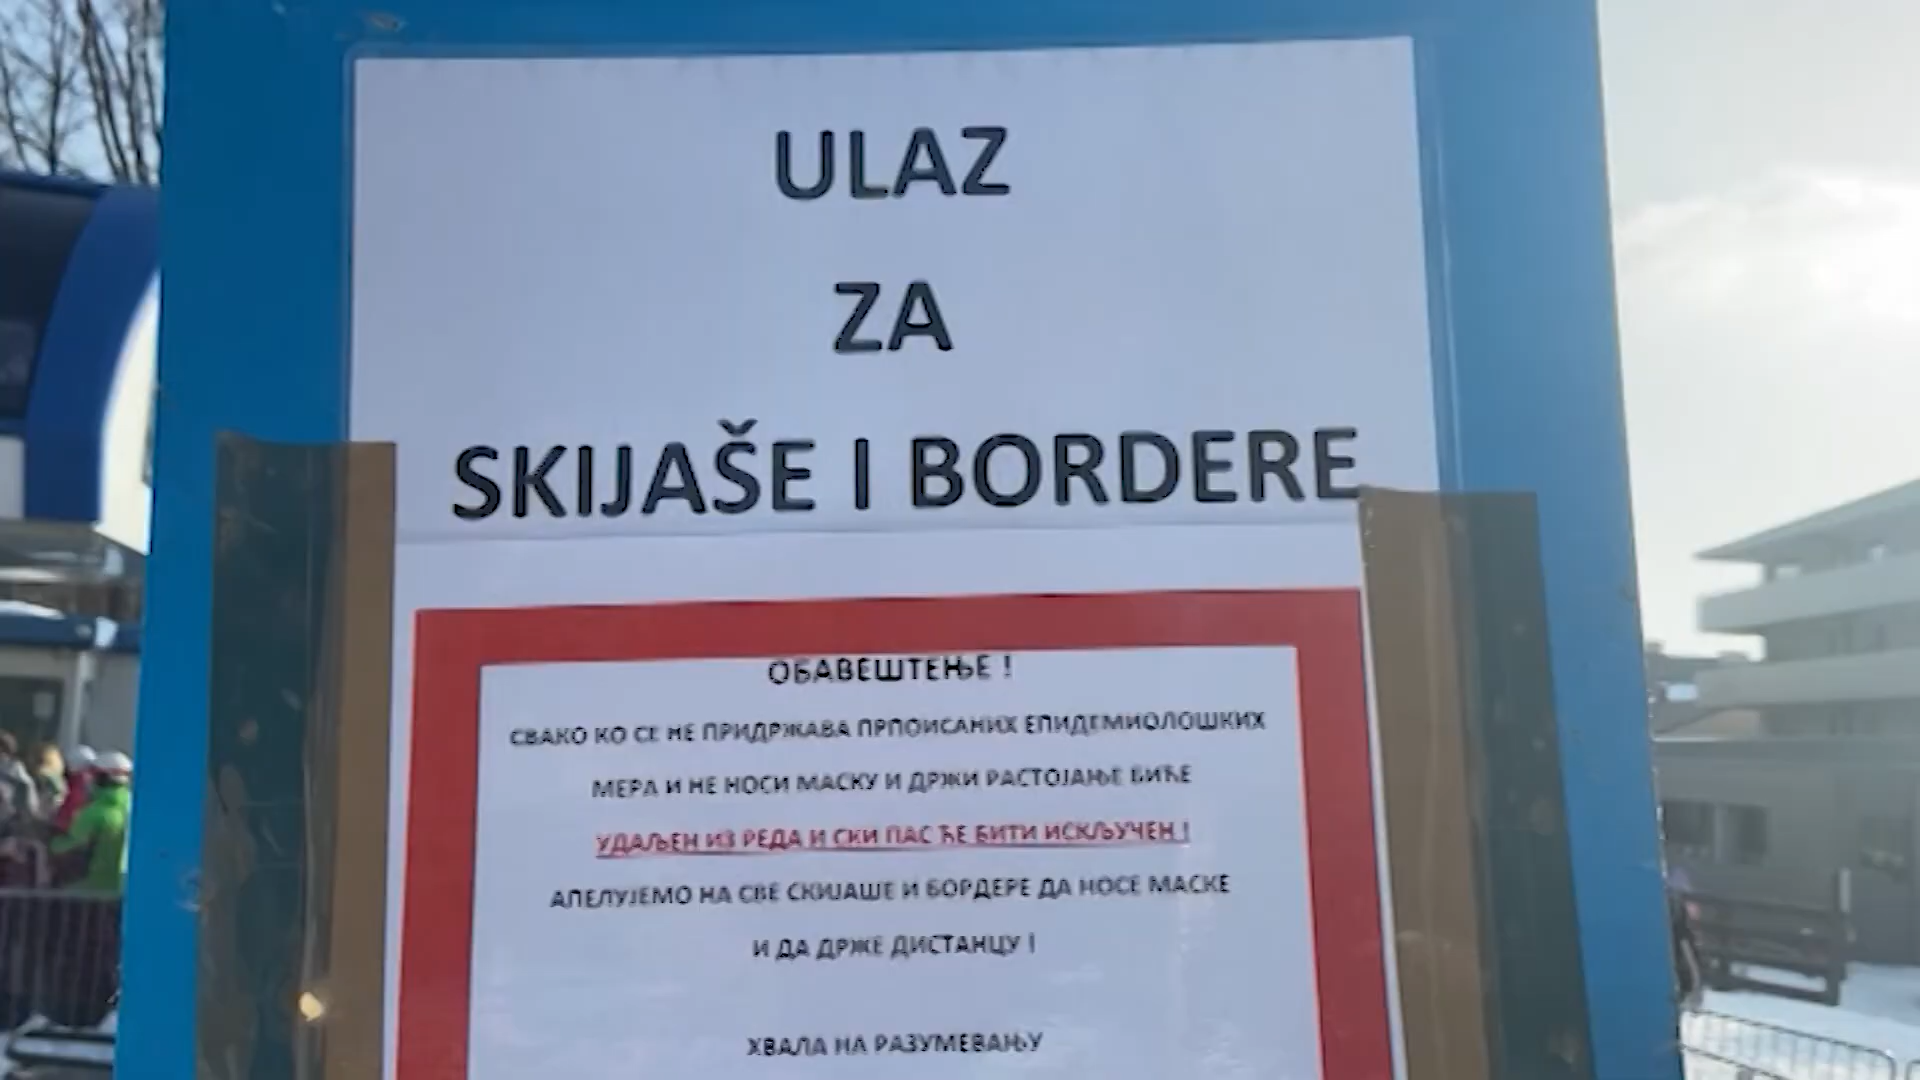 ULAZ
ZA
SKIJAŠE I BORDERE
ОБАВЕШТЕЊЕ !
СВАКО КО СЕ НЕ ПРИДРЖАВА ПРПОИСАНИХ ЕПИДЕМИОЛОШКИХ
МЕРА И НЕ НОСИ МАСКУ И ДРЖИ РАСТОЈАЊЕ БИЋЕ
УДАЉЕН ИЗ РЕДА И СКИ ПАС ЋЕ БИТИ ИСКЉУЧЕН !
АПЕЛУЈЕМО НА СВЕ СКИЈАШЕ И БОРДЕРЕ ДА НОСЕ МАСКЕ
И ДА ДРЖЕ ДИСТАНЦУ !
ХВАЛА НА РАЗУМЕВАЊУ